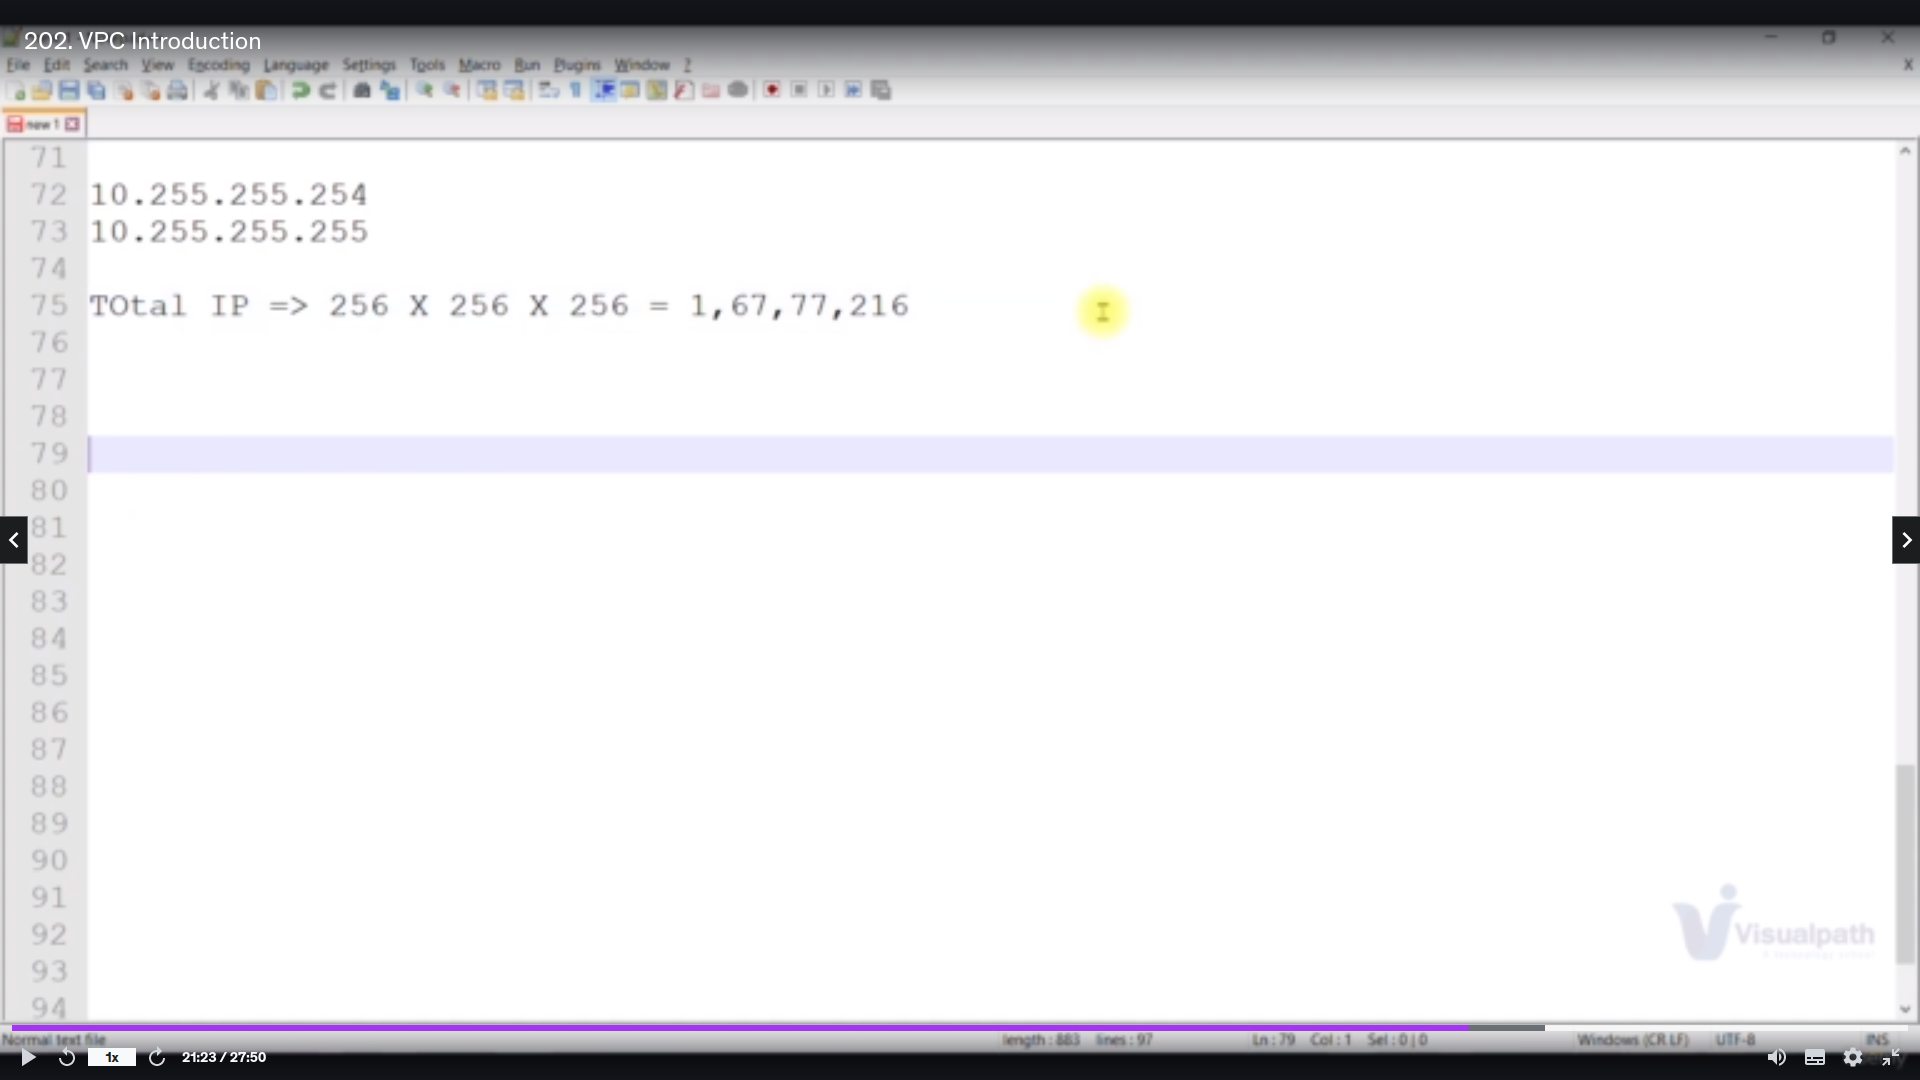 202. VPC Introduction
File Edit Search View Encoding Language Settings Tools Macro Run Plugins Window ?
X
new 1
71
72 10.255.255.254
73 10.255.255.255
74
75 TOtal IP => 256 X 256 X 256 = 1,67,77,216
76
77
78
79
80
81
82
83
84
85
86
87
88
89
90
91
92
93
94
Visualpath
Normal text file length : 883 lines : 97 Ln : 79 Col : 1 Sel : 0 | 0 Windows (CR LF) UTF-8 INS
1x 21:23 / 27:50